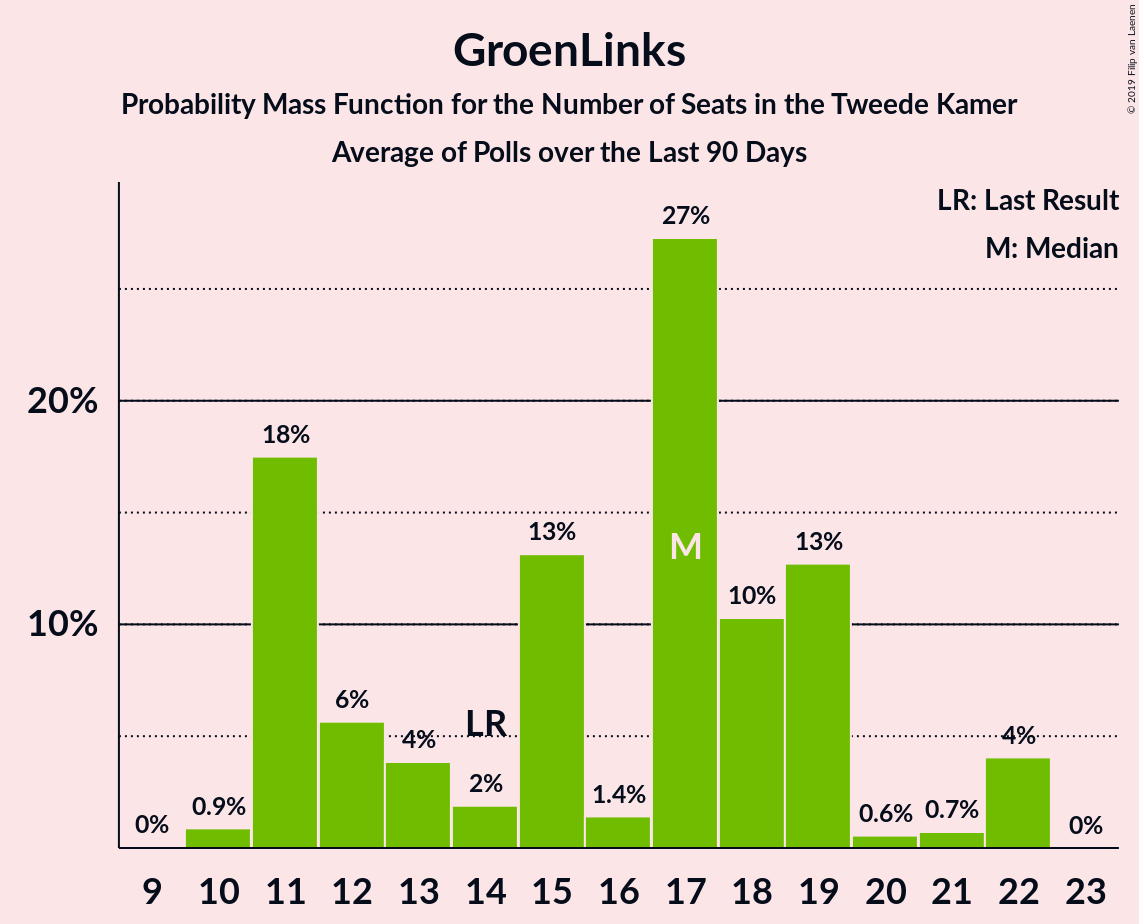 GroenLinks
Probability Mass Function for the Number of Seats in the Tweede Kamer
Average of Polls over the Last 90 Days
© 2019 Filip van Laenen
LR: Last Result
M: Median
20%
10%
0%
0.9%
18%
6%
4%
2%
LR
13%
1.4%
27%
M
10%
13%
0.6%
0.7%
4%
0%
9 10 11 12 13 14 15 16 17 18 19 20 21 22 23